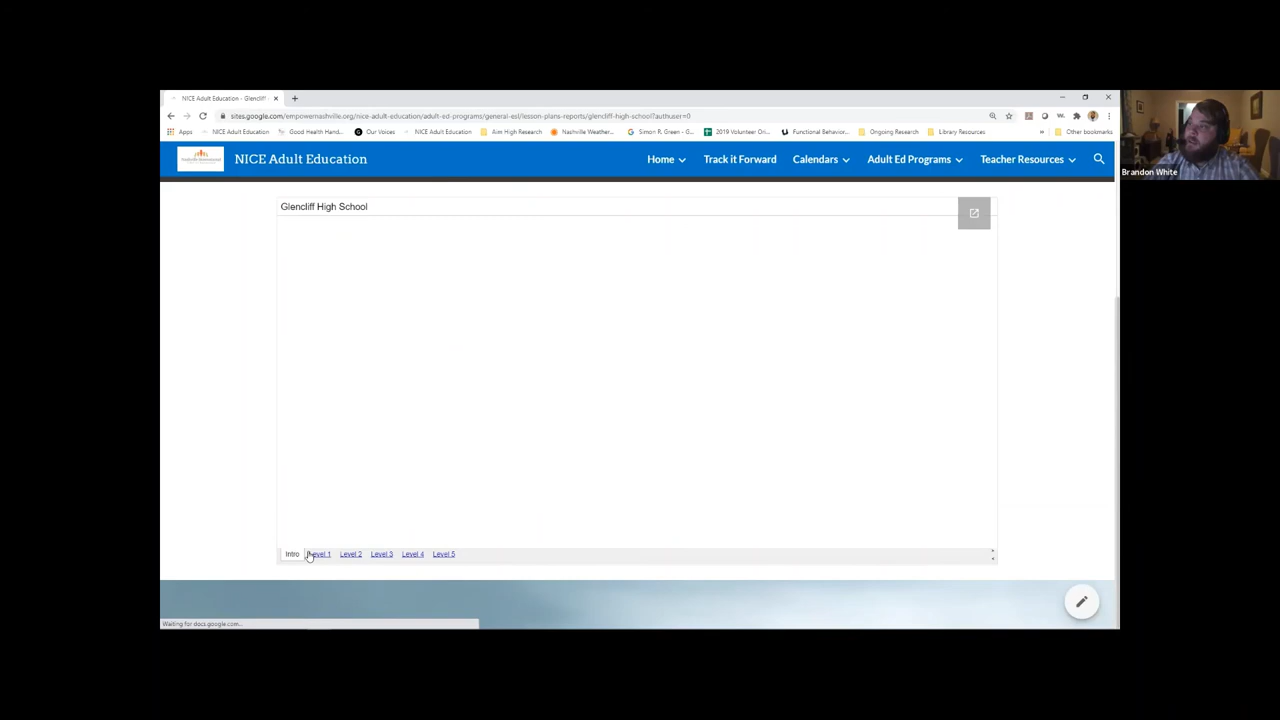 NICE Adult Education - Glencliff
sites.google.com/empowernashville.org/nice-adult-education/adult-ed-programs/general-esl/lesson-plans-reports/glencliff-high-school?authuser=0
Apps NICE Adult Education Good Health Hand... Our Voices NICE Adult Education Aim High Research Nashville Weather... Simon R. Green - G... 2019 Volunteer Ori... Functional Behavior... Ongoing Research Library Resources » Other bookmarks
NICE Adult Education Home Track it Forward Calendars Adult Ed Programs Teacher Resources
Brandon White
Glencliff High School
Intro Level 1 Level 2 Level 3 Level 4 Level 5
Waiting for docs.google.com...